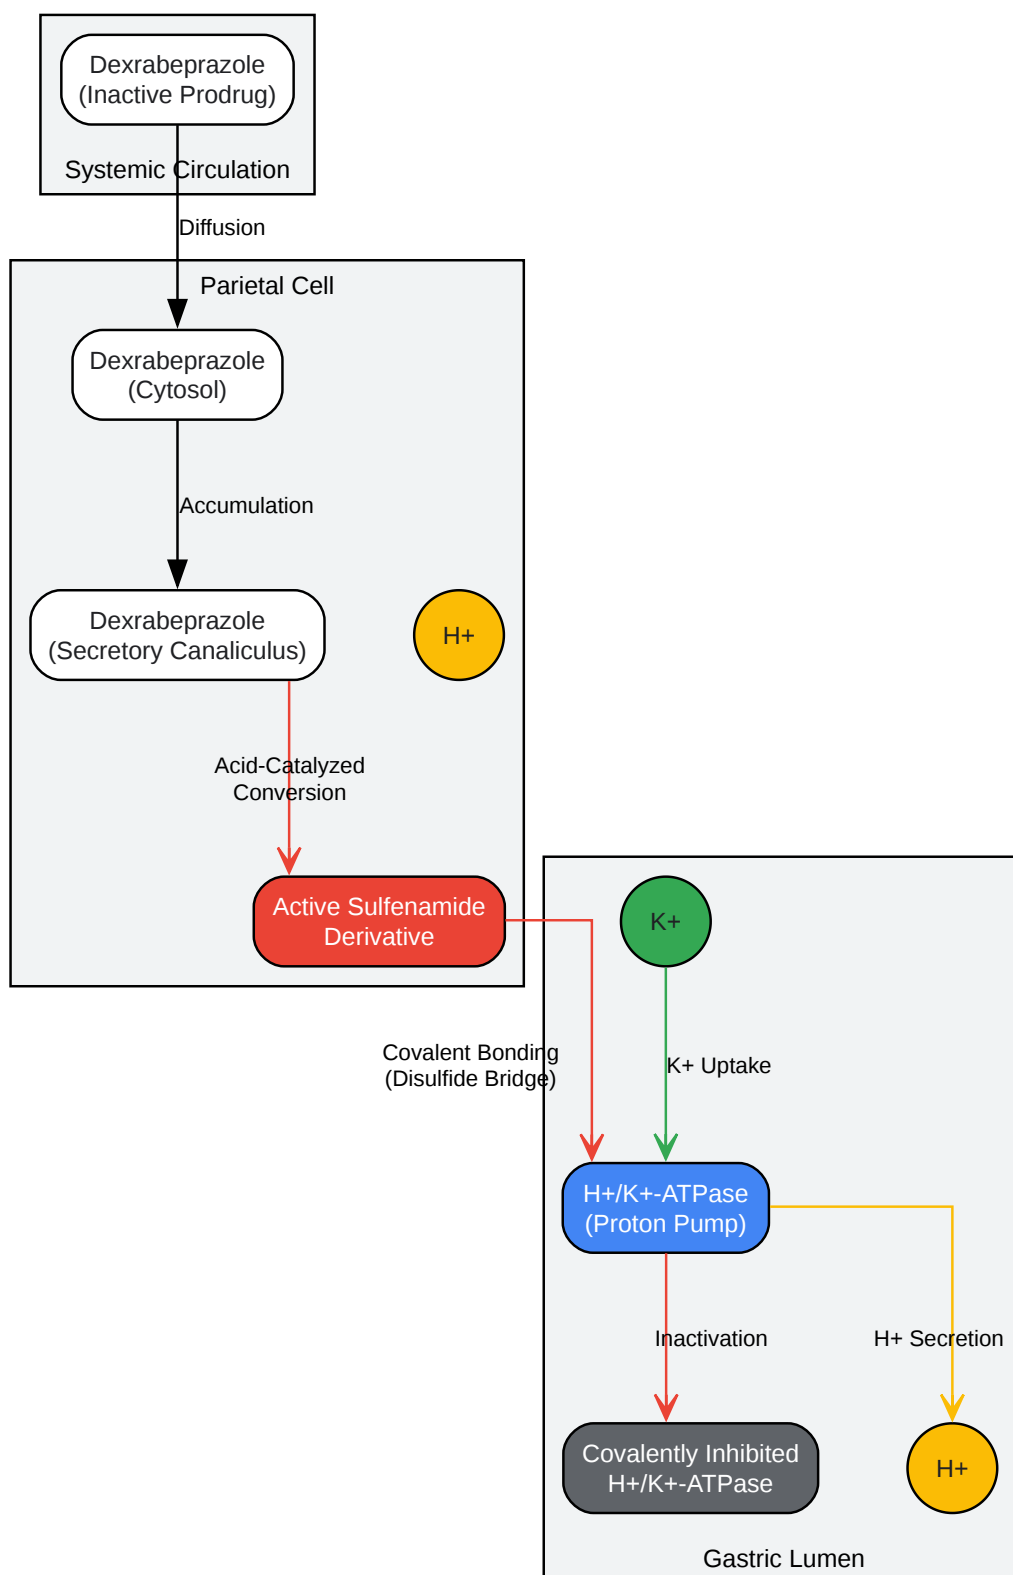 Dexrabeprazole
(Inactive Prodrug)
Systemic Circulation
Diffusion
Parietal Cell
Dexrabeprazole
(Cytosol)
Accumulation
Dexrabeprazole
(Secretory Canaliculus)
H+
Acid-Catalyzed
Conversion
Active Sulfenamide
Derivative
K+
Covalent Bonding
(Disulfide Bridge)
K+ Uptake
H+/K+-ATPase
(Proton Pump)
Inactivation
H+ Secretion
Covalently Inhibited
H+/K+-ATPase
H+
Gastric Lumen